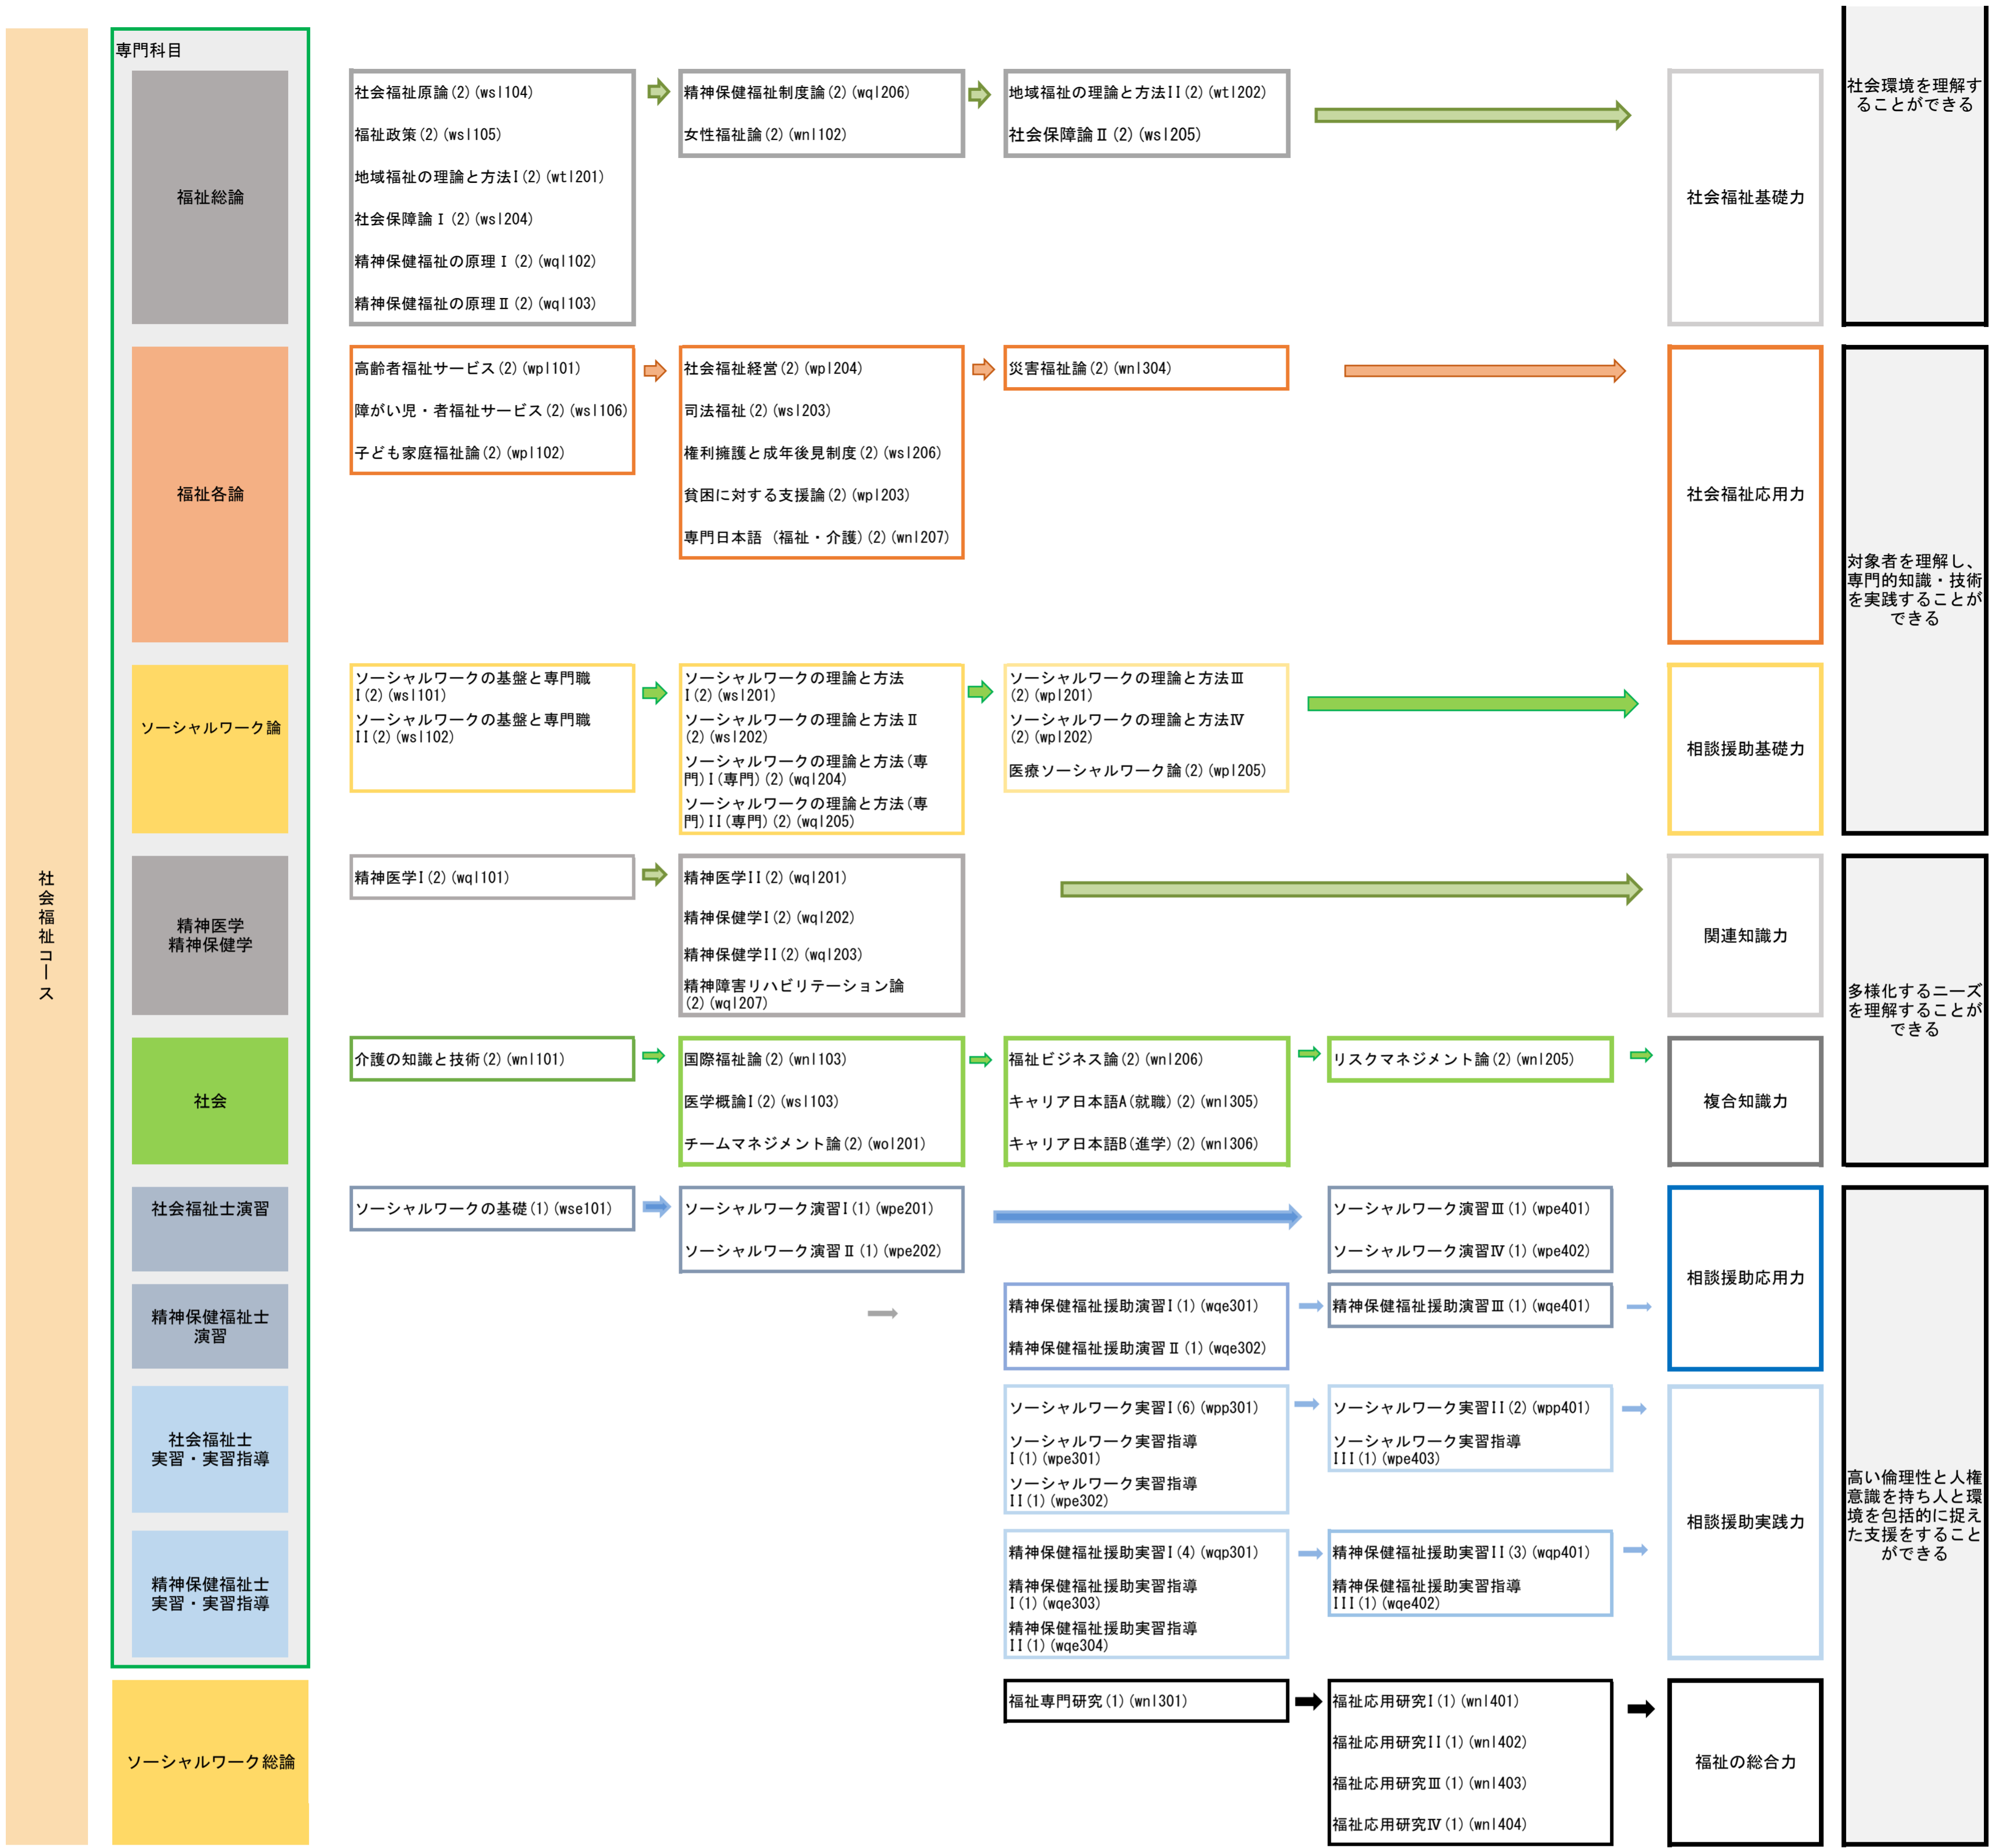 社会福祉コース
専門科目
福祉総論
社会福祉原論(2)(wsl104)
福祉政策(2)(wsl105)
地域福祉の理論と方法I(2)(wtl201)
社会保障論Ⅰ(2)(wsl204)
精神保健福祉の原理Ⅰ(2)(wql102)
精神保健福祉の原理Ⅱ(2)(wql103)
精神保健福祉制度論(2)(wql206)
女性福祉論(2)(wnl102)
地域福祉の理論と方法II(2)(wtl202)
社会保障論Ⅱ(2)(wsl205)
社会福祉基礎力
社会環境を理解す
ることができる
福祉各論
高齢者福祉サービス(2)(wpl101)
障がい児・者福祉サービス(2)(wsl106)
子ども家庭福祉論(2)(wpl102)
社会福祉経営(2)(wpl204)
司法福祉(2)(wsl203)
権利擁護と成年後見制度(2)(wsl206)
貧困に対する支援論(2)(wpl203)
専門日本語（福祉・介護)(2)(wnl207)
災害福祉論(2)(wnl304)
社会福祉応用力
対象者を理解し、
専門的知識・技術
を実践することが
できる
ソーシャルワーク論
ソーシャルワークの基盤と専門職
I(2)(wsl101)
ソーシャルワークの基盤と専門職
II(2)(wsl102)
ソーシャルワークの理論と方法
I(2)(wsl201)
ソーシャルワークの理論と方法Ⅱ
(2)(wsl202)
ソーシャルワークの理論と方法(専
門)I(専門)(2)(wql204)
ソーシャルワークの理論と方法(専
門)II(専門)(2)(wql205)
ソーシャルワークの理論と方法Ⅲ
(2)(wpl201)
ソーシャルワークの理論と方法Ⅳ
(2)(wpl202)
医療ソーシャルワーク論(2)(wpl205)
相談援助基礎力
精神医学
精神保健学
精神医学I(2)(wql101)
精神医学II(2)(wql201)
精神保健学I(2)(wql202)
精神保健学II(2)(wql203)
精神障害リハビリテーション論
(2)(wql207)
関連知識力
多様化するニーズ
を理解することが
できる
社会
介護の知識と技術(2)(wnl101)
国際福祉論(2)(wnl103)
医学概論I(2)(wsl103)
チームマネジメント論(2)(wol201)
福祉ビジネス論(2)(wnl206)
キャリア日本語A(就職)(2)(wnl305)
キャリア日本語B(進学)(2)(wnl306)
リスクマネジメント論(2)(wnl205)
複合知識力
社会福祉士演習
ソーシャルワークの基礎(1)(wse101)
ソーシャルワーク演習I(1)(wpe201)
ソーシャルワーク演習Ⅱ(1)(wpe202)
ソーシャルワーク演習Ⅲ(1)(wpe401)
ソーシャルワーク演習Ⅳ(1)(wpe402)
相談援助応用力
精神保健福祉士
演習
精神保健福祉援助演習I(1)(wqe301)
精神保健福祉援助演習Ⅱ(1)(wqe302)
精神保健福祉援助演習Ⅲ(1)(wqe401)
社会福祉士
実習・実習指導
ソーシャルワーク実習I(6)(wpp301)
ソーシャルワーク実習指導
I(1)(wpe301)
ソーシャルワーク実習指導
II(1)(wpe302)
ソーシャルワーク実習II(2)(wpp401)
ソーシャルワーク実習指導
III(1)(wpe403)
相談援助実践力
高い倫理性と人権
意識を持ち人と環
境を包括的に捉え
た支援をすること
ができる
精神保健福祉士
実習・実習指導
精神保健福祉援助実習I(4)(wqp301)
精神保健福祉援助実習指導
I(1)(wqe303)
精神保健福祉援助実習指導
II(1)(wqe304)
精神保健福祉援助実習II(3)(wqp401)
精神保健福祉援助実習指導
III(1)(wqe402)
ソーシャルワーク総論
福祉専門研究(1)(wnl301)
福祉応用研究I(1)(wnl401)
福祉応用研究II(1)(wnl402)
福祉応用研究Ⅲ(1)(wnl403)
福祉応用研究Ⅳ(1)(wnl404)
福祉の総合力